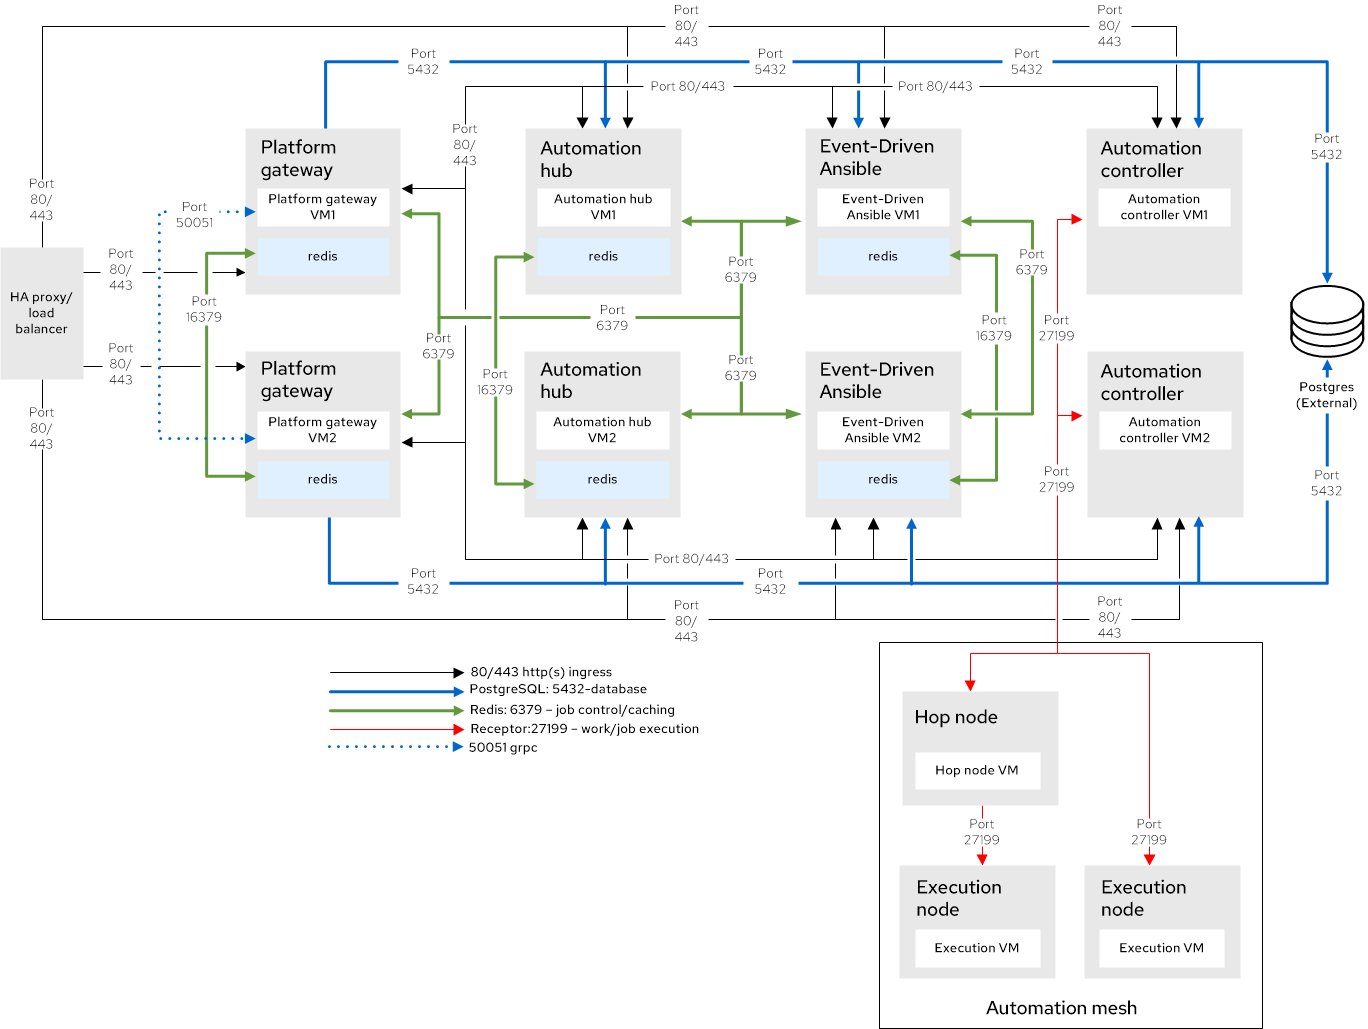 Port
80/
443
Port
80/
443
Port
5432
Port
5432
Port
5432
Port 80/443
Port 80/443
Port
80/
443
Port
5432
Platform
gateway
Platform gateway
VM1
redis
Automation
hub
Automation hub
VM1
redis
Event-Driven
Ansible
Event-Driven
Ansible VM1
redis
Automation
controller
Automation
controller VM1
Port
80/
443
Port
50051
Port
80/
443
Port
6379
Port
6379
HA proxy/
load
balancer
Port
16379
Port
6379
Port
16379
Port
27199
Port
6379
Port
80/
443
Port
16379
Port
6379
Platform
gateway
Platform gateway
VM2
redis
Automation
hub
Automation hub
VM2
redis
Event-Driven
Ansible
Event-Driven
Ansible VM2
redis
Automation
controller
Automation
controller VM2
Postgres
(External)
Port
80/
443
Port
27199
Port
5432
Port 80/443
Port
5432
Port
5432
Port
80/
443
Port
80/
443
80/443 http(s) ingress
PostgreSQL: 5432-database
Redis: 6379 – job control/caching
Receptor:27199 – work/job execution
50051 grpc
Hop node
Hop node VM
Port
27199
Port
27199
Execution
node
Execution VM
Execution
node
Execution VM
Automation mesh